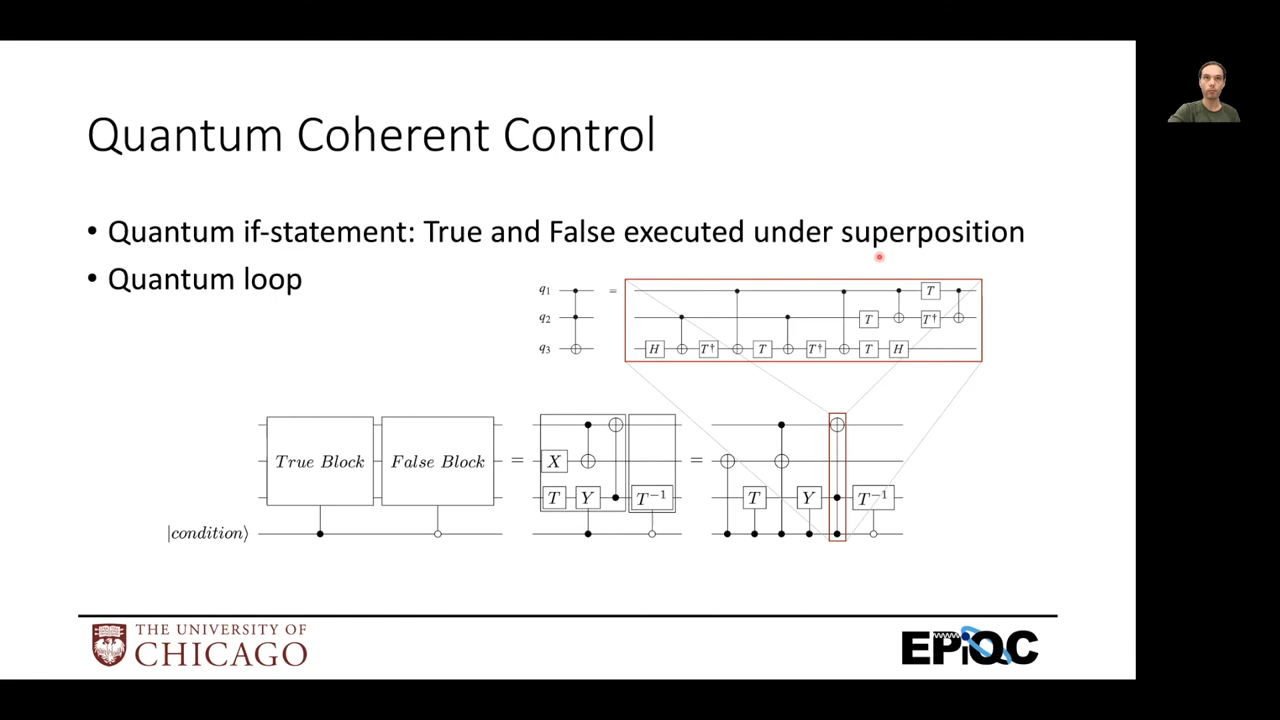 Quantum Coherent Control
• Quantum if-statement: True and False executed under superposition
• Quantum loop
q₁ = T
q₂ T T†
q₃ H T† T T† T H
True Block False Block = X = 
T Y T⁻¹ T Y T⁻¹
|condition⟩
THE UNIVERSITY OF
CHICAGO
EPiQC